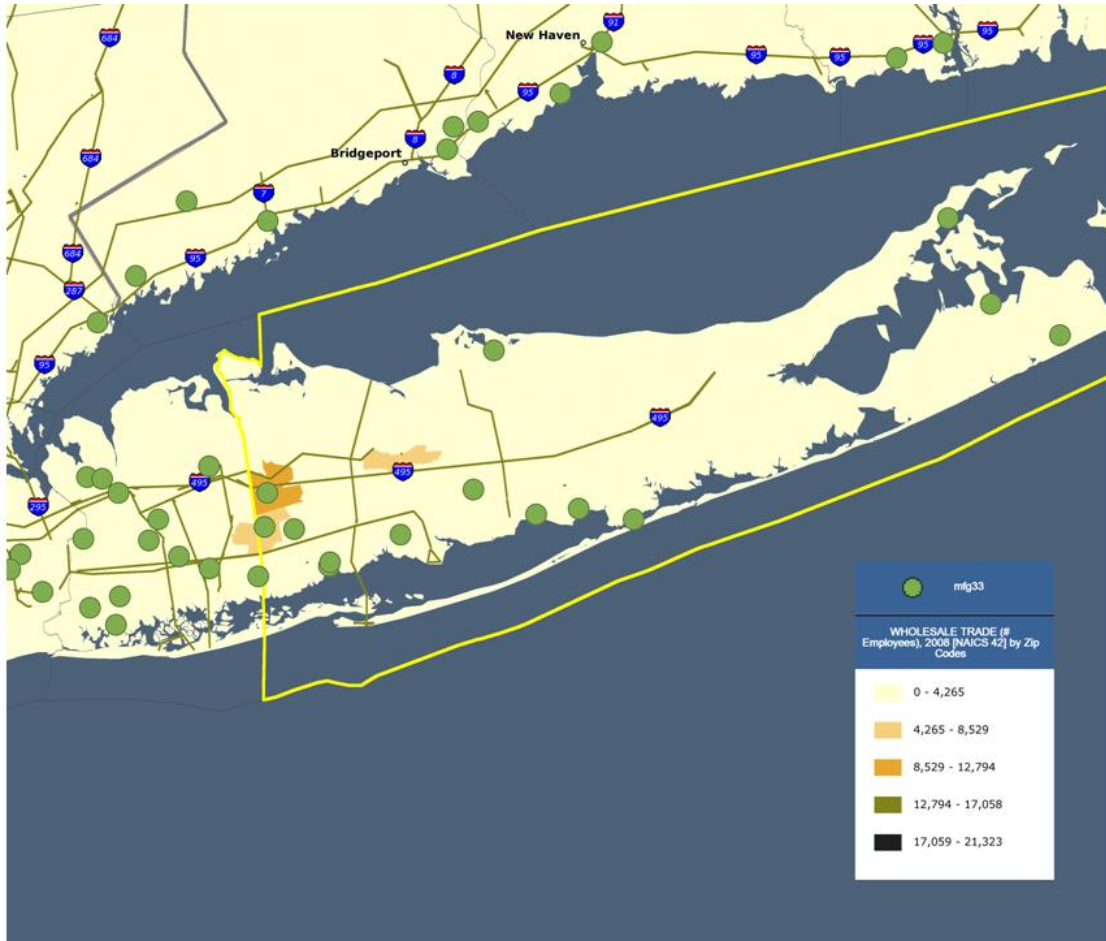 684
91
New Haven
95
95
95
95
8
95
8
684
Bridgeport
7
684
95
287
95
495
495
495
295
mfg33
WHOLESALE TRADE (#
Employees), 2008 [NAICS 42] by Zip
Codes
0 - 4,265
4,265 - 8,529
8,529 - 12,794
12,794 - 17,058
17,059 - 21,323